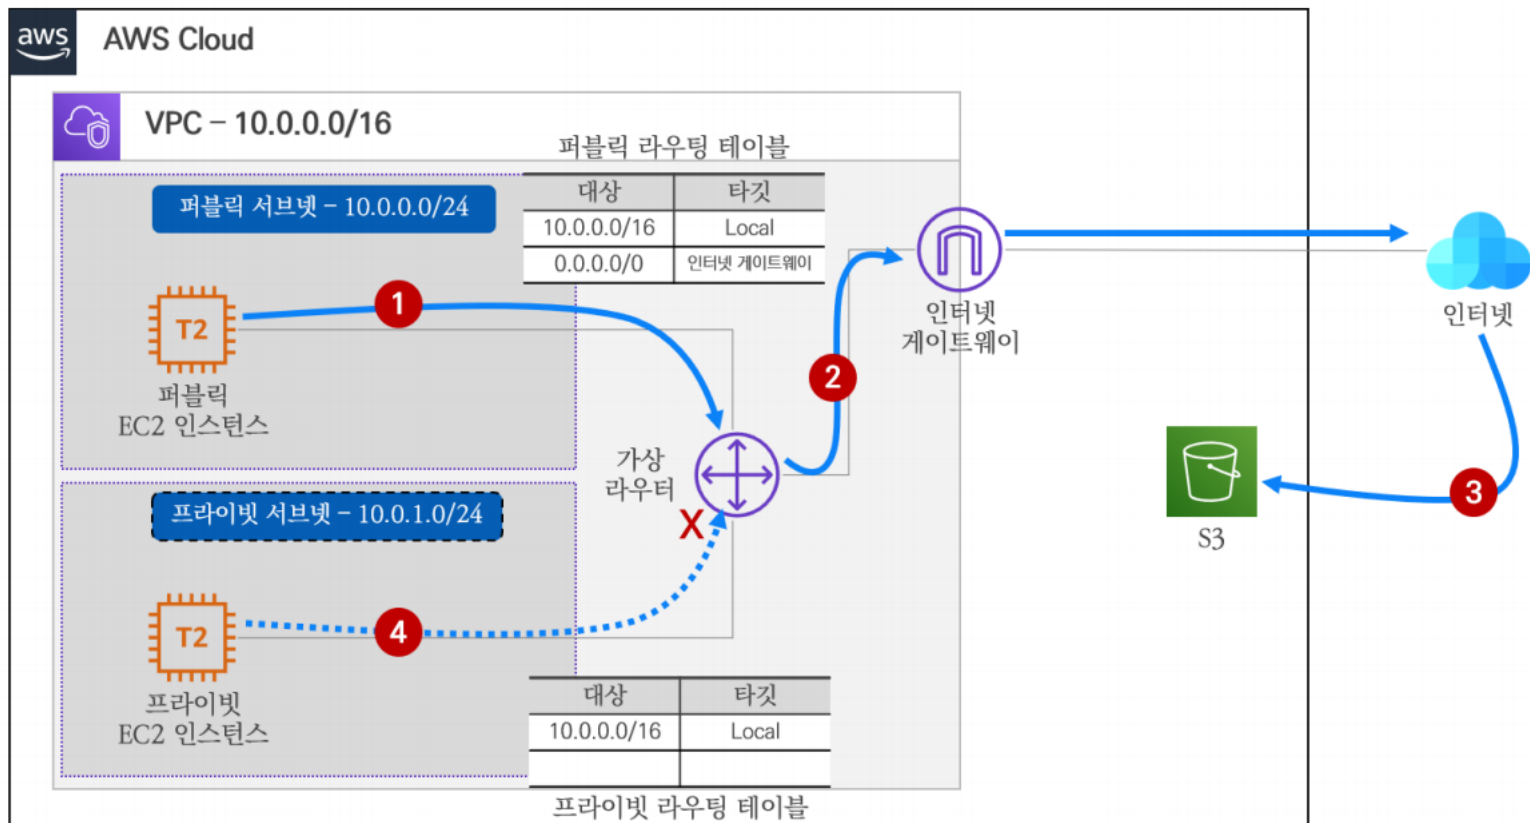 aws
AWS Cloud
VPC – 10.0.0.0/16
퍼블릭 라우팅 테이블
대상 타깃
10.0.0.0/16 Local
0.0.0.0/0 인터넷 게이트웨이
퍼블릭 서브넷 – 10.0.0.0/24
1
T2
퍼블릭
EC2 인스턴스
인터넷
게이트웨이
인터넷
2
가상
라우터
X
S3
3
프라이빗 서브넷 – 10.0.1.0/24
4
T2
프라이빗
EC2 인스턴스
대상 타깃
10.0.0.0/16 Local
프라이빗 라우팅 테이블